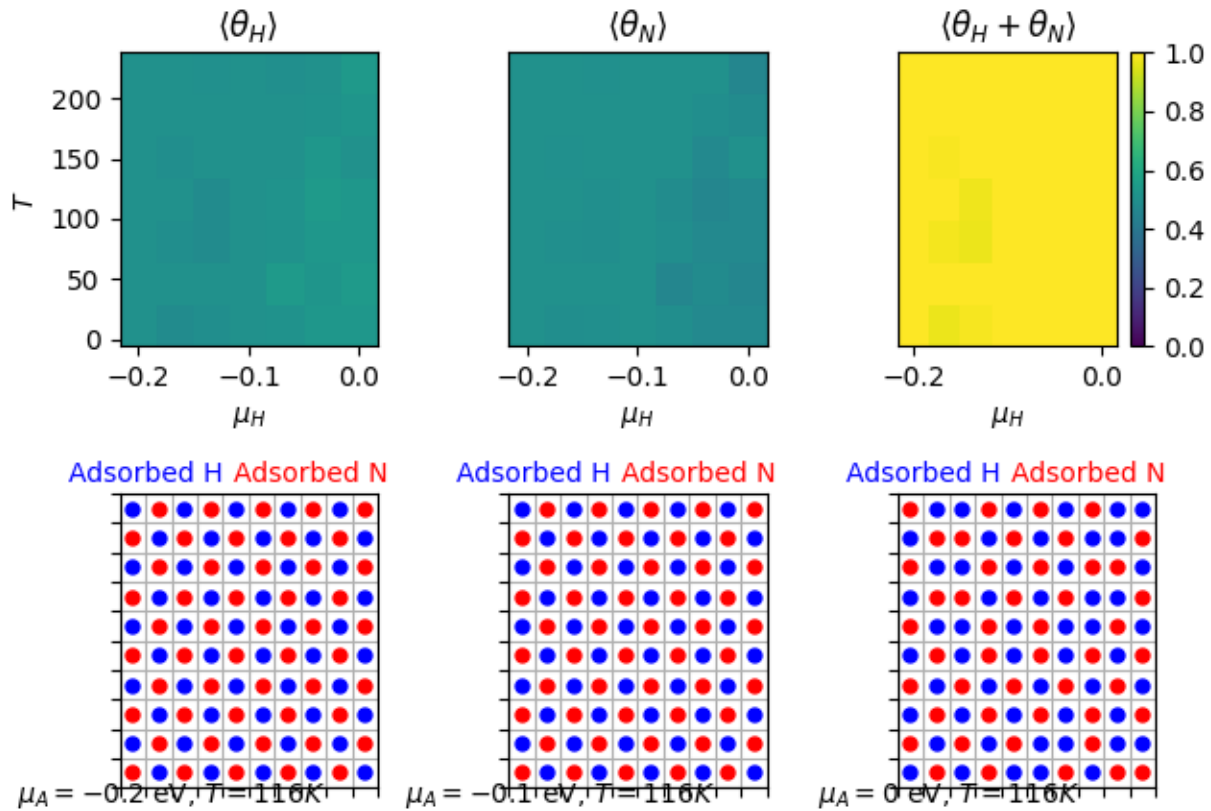 ⟨θ_H⟩ ⟨θ_N⟩ ⟨θ_H + θ_N⟩
T
200
150
100
50
0
1.0
0.8
0.6
0.4
0.2
0.0
−0.2 −0.1 0.0 −0.2 −0.1 0.0 −0.2 0.0
μ_H μ_H μ_H
Adsorbed H Adsorbed N Adsorbed H Adsorbed N Adsorbed H Adsorbed N
μ_A = −0.2 eV, T = 116K μ_A = −0.1 eV, T = 116K μ_A = 0 eV, T = 116K